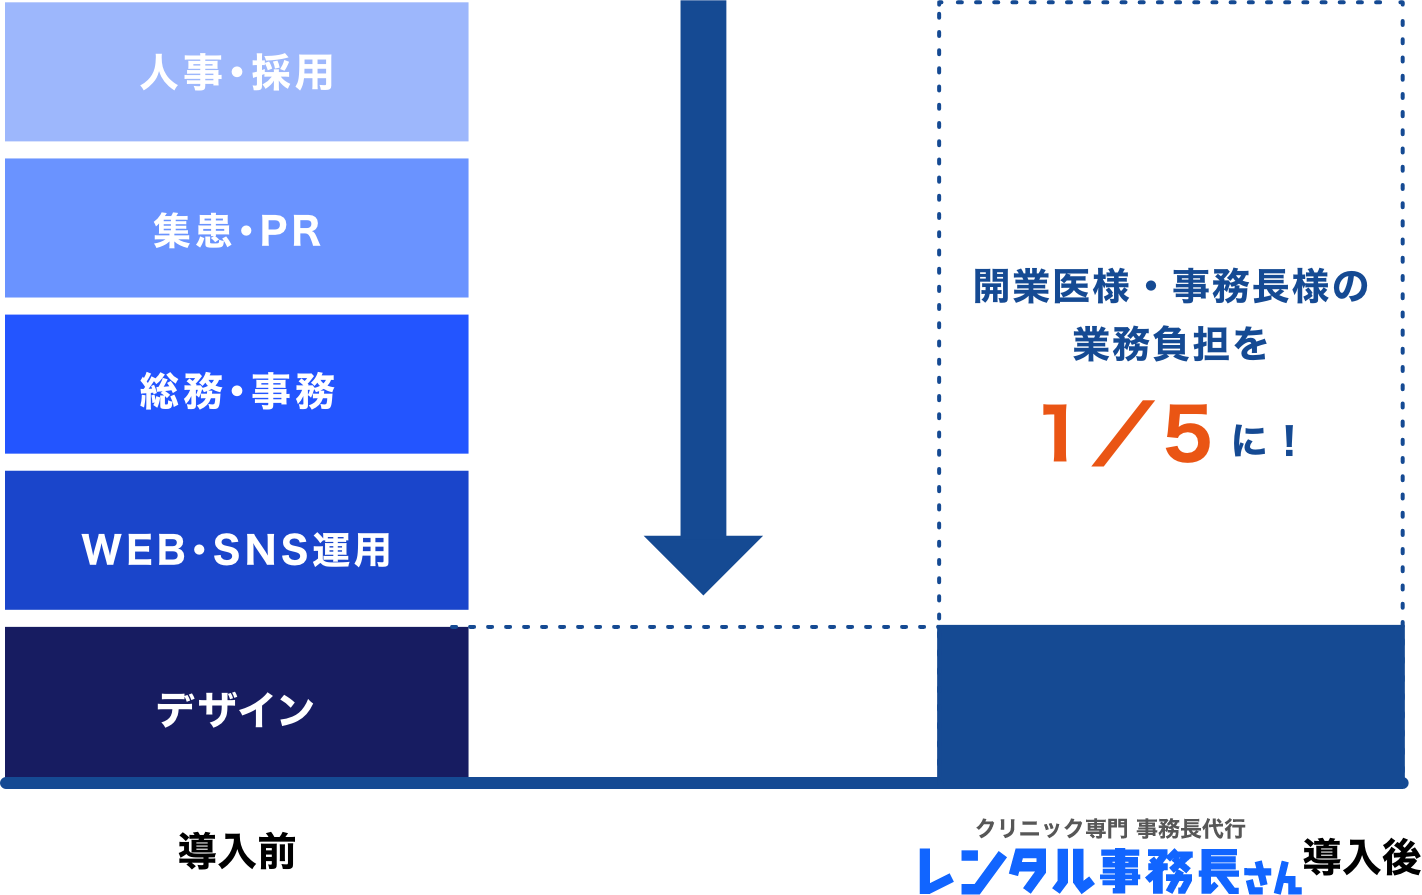 人事・採用
集患・PR
総務・事務
WEB・SNS運用
デザイン
開業医様・事務長様の
業務負担を
1／5 に！
導入前
クリニック専門 事務長代行
レンタル事務長さん 導入後